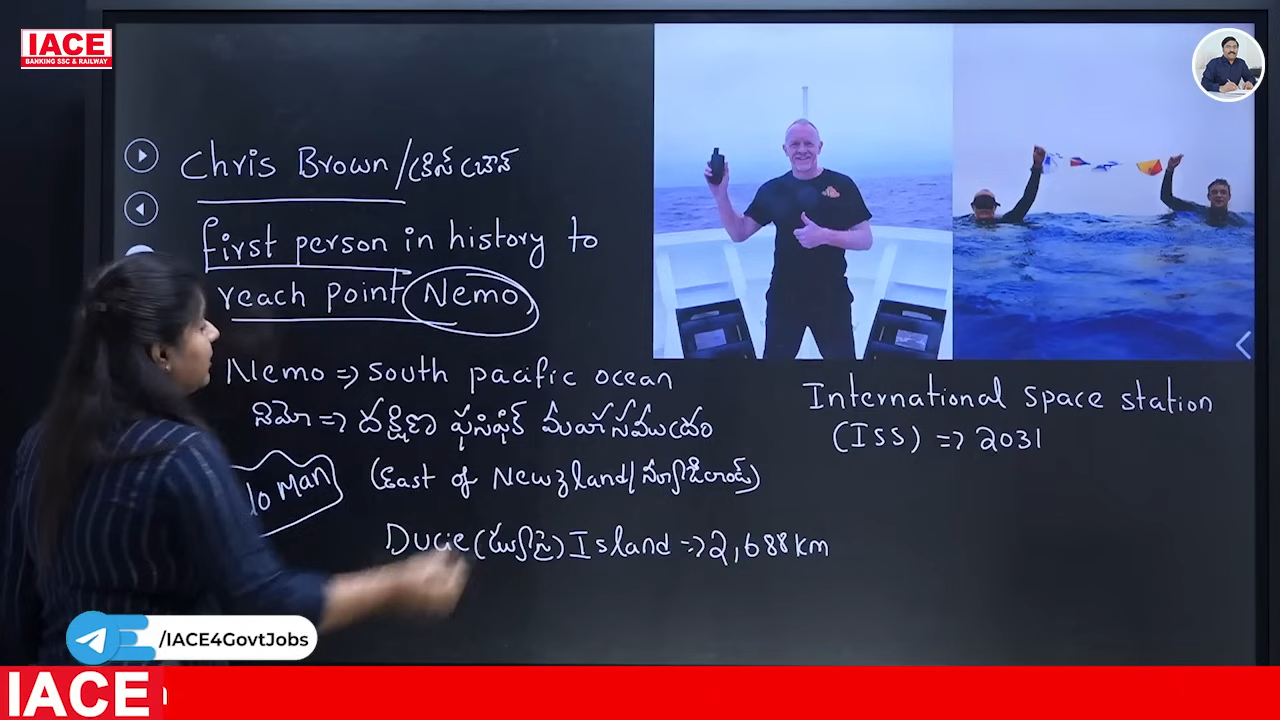 IACE
BANKING SSC & RAILWAY
Chris Brown/క్రిస్ బ్రౌన్
first person in history to
reach point Nemo
Nemo => south pacific ocean
నిమో => దక్షిణ ఫసిఫిక్ మహాసముద్రం
Man
(East of Newzland/న్యూజిలాండ్)
Ducie (డ్యూసై) Island => 2,688 km
International space station
(ISS) => 2031
/IACE4GovtJobs
IACE